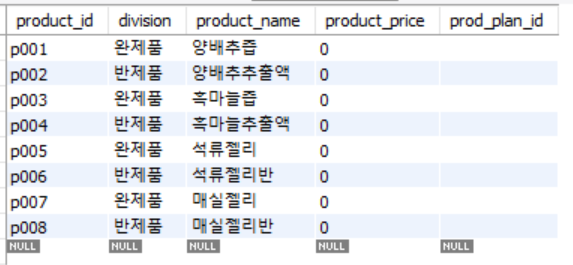 product_id division product_name product_price prod_plan_id
p001 완제품 양배추즙 0
p002 반제품 양배추추출액 0
p003 완제품 흑마늘즙 0
p004 반제품 흑마늘추출액 0
p005 완제품 석류젤리 0
p006 반제품 석류젤리반 0
p007 완제품 매실젤리 0
p008 반제품 매실젤리반 0
NULL NULL NULL NULL NULL